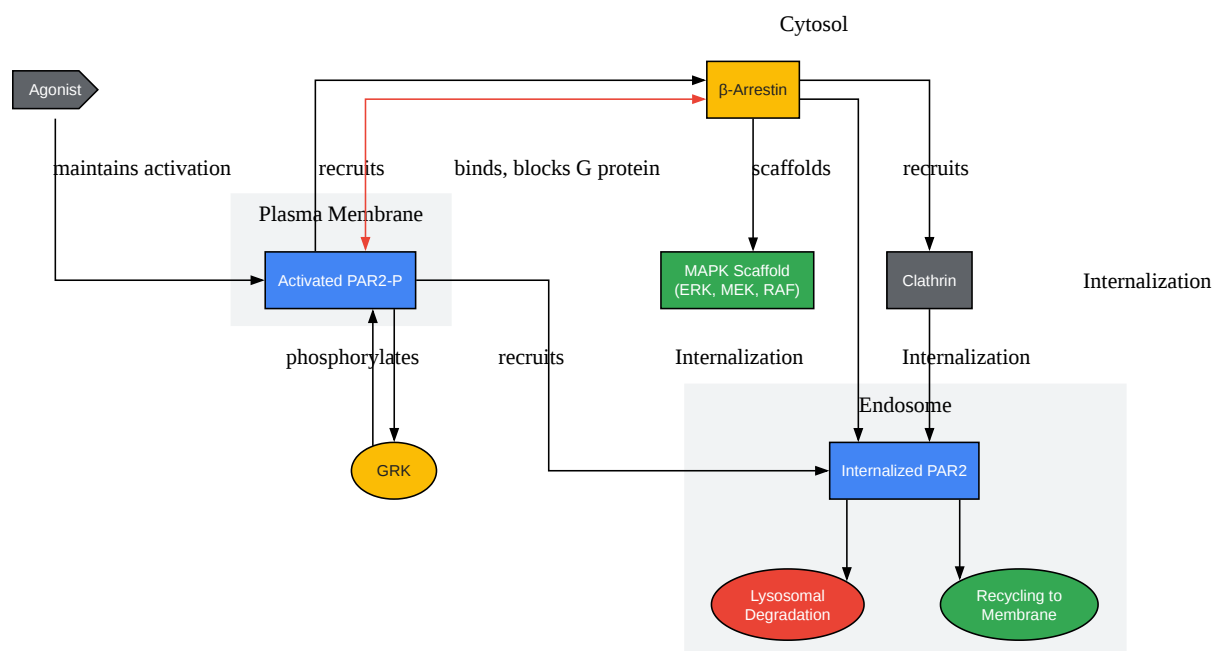 Cytosol
Agonist
β-Arrestin
maintains activation
recruits
binds, blocks G protein
scaffolds
recruits
Plasma Membrane
Activated PAR2-P
MAPK Scaffold
(ERK, MEK, RAF)
Clathrin
Internalization
phosphorylates
recruits
Internalization
Internalization
Endosome
GRK
Internalized PAR2
Lysosomal
Degradation
Recycling to
Membrane